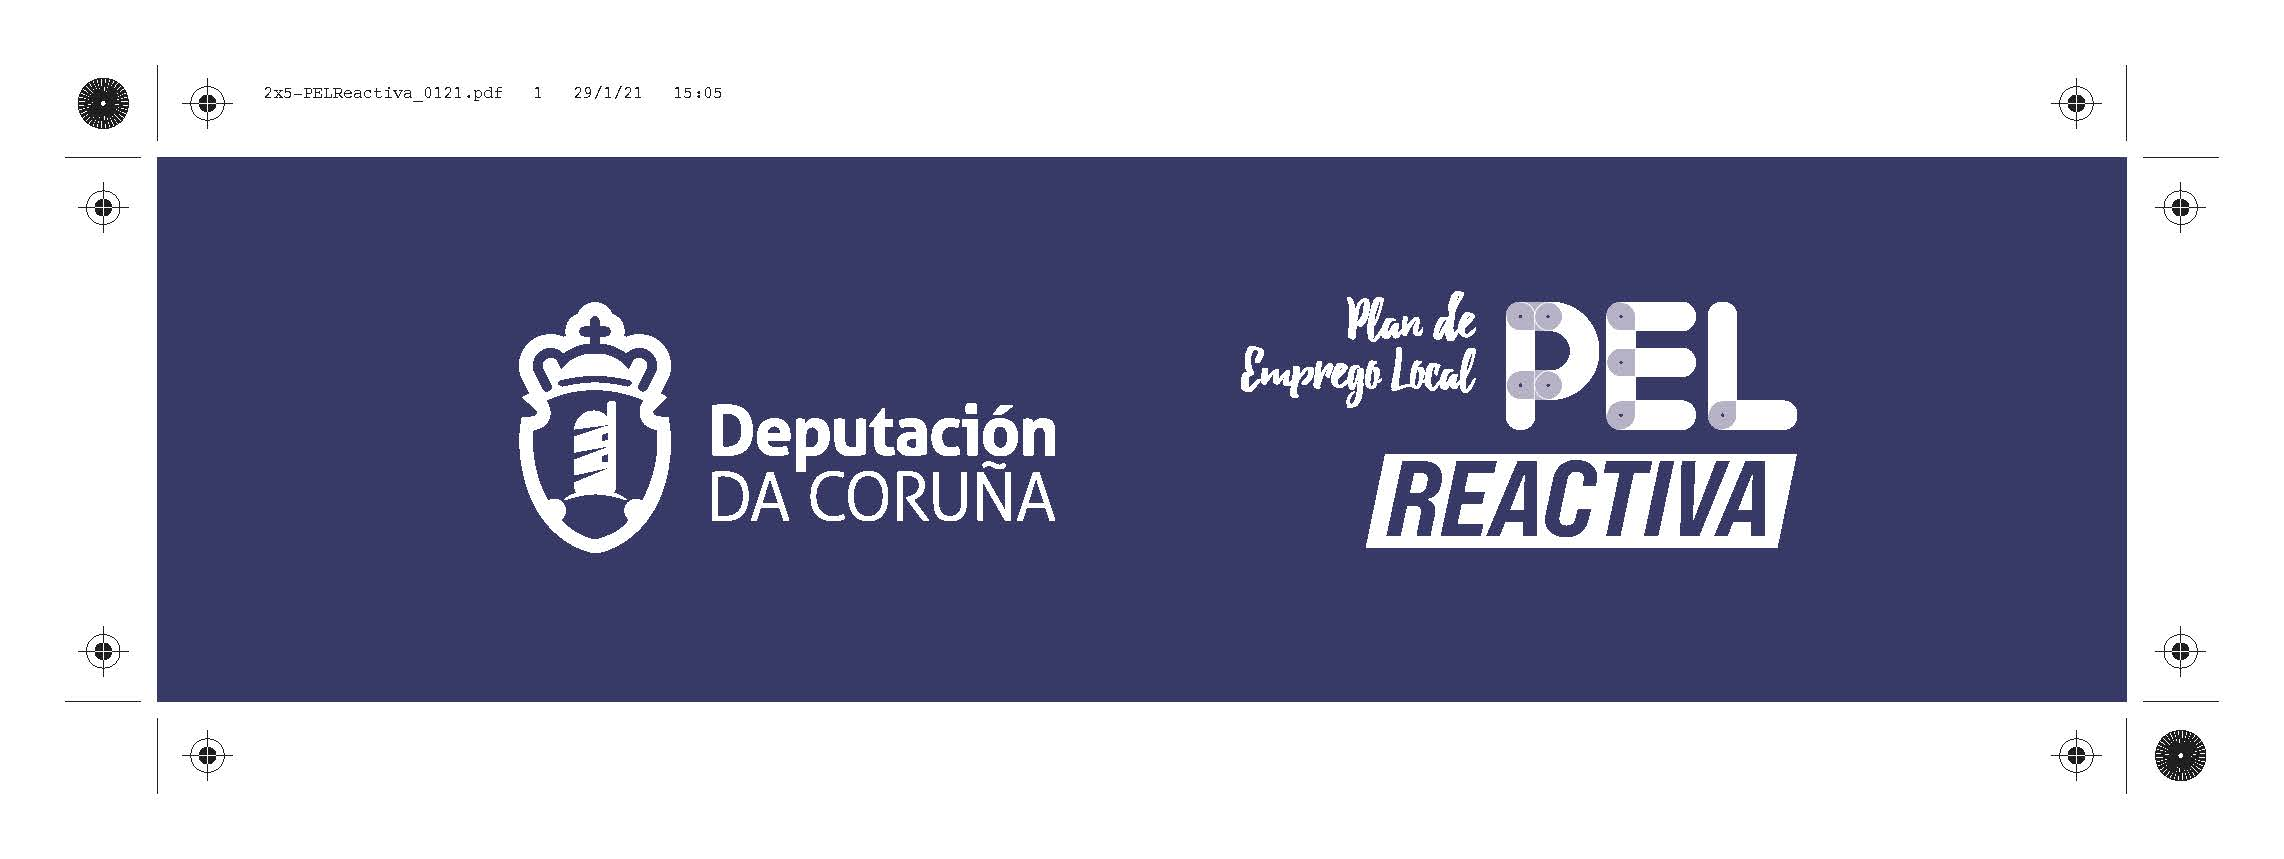 2x5-PELReactiva_0121.pdf 1 29/1/21 15:05
Deputación
DA CORUÑA
Plan de
Emprego Local
PEL
REACTIVA